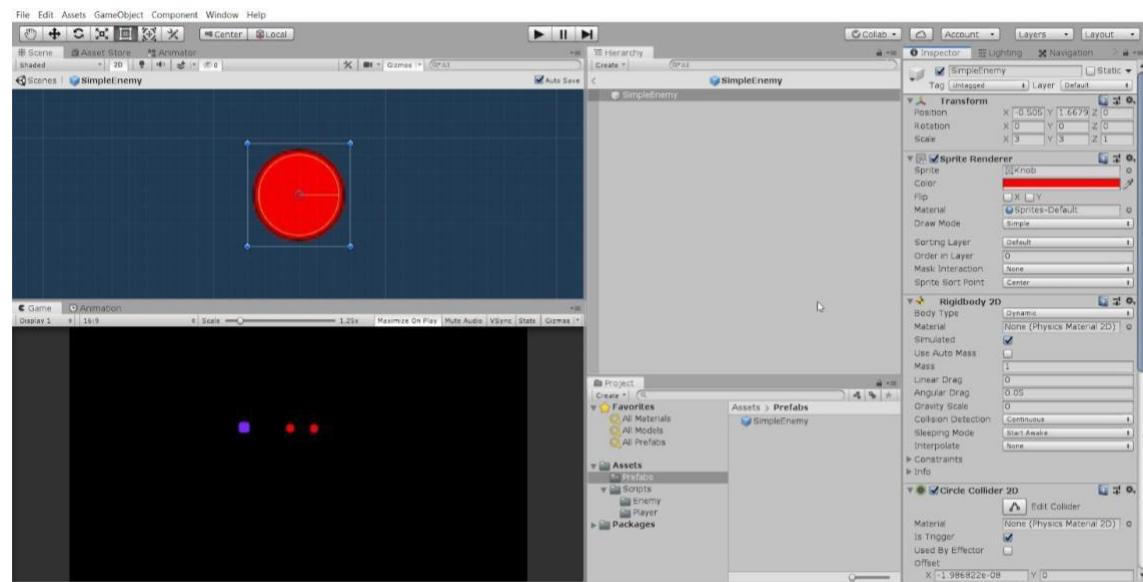 File Edit Assets GameObject Component Window Help
Center Local Collab Account Layers Layout
Scene Asset Store Animator
Shaded 2D Gizmos All
Scenes SimpleEnemy Auto Save
Game Animation
Display 1 16:9 Scale 1.25x Maximize On Play Mute Audio VSync Stats Gizmos
Hierarchy
Create All
SimpleEnemy
SimpleEnemy
Project
Create
Favorites
All Materials
All Models
All Prefabs
Assets
Prefabs
Scripts
Enemy
Player
Packages
Assets > Prefabs
SimpleEnemy
Inspector Lighting Navigation
SimpleEnemy Static
Tag Untagged Layer Default
Transform
Position X -0.505 Y 1.6679 Z 0
Rotation X 0 Y 0 Z 0
Scale X 3 Y 3 Z 1
Sprite Renderer
Sprite Knob
Color
Flip X Y
Material Sprites-Default
Draw Mode Simple
Sorting Layer Default
Order in Layer 0
Mask Interaction None
Sprite Sort Point Center
Rigidbody 2D
Body Type Dynamic
Material None (Physics Material 2D)
Simulated
Use Auto Mass
Mass 1
Linear Drag 0
Angular Drag 0.05
Gravity Scale 0
Collision Detection Continuous
Sleeping Mode Start Awake
Interpolate None
Constraints
Info
Circle Collider 2D
Edit Collider
Material None (Physics Material 2D)
Is Trigger
Used By Effector
Offset
X -1.986822e-08 Y 0